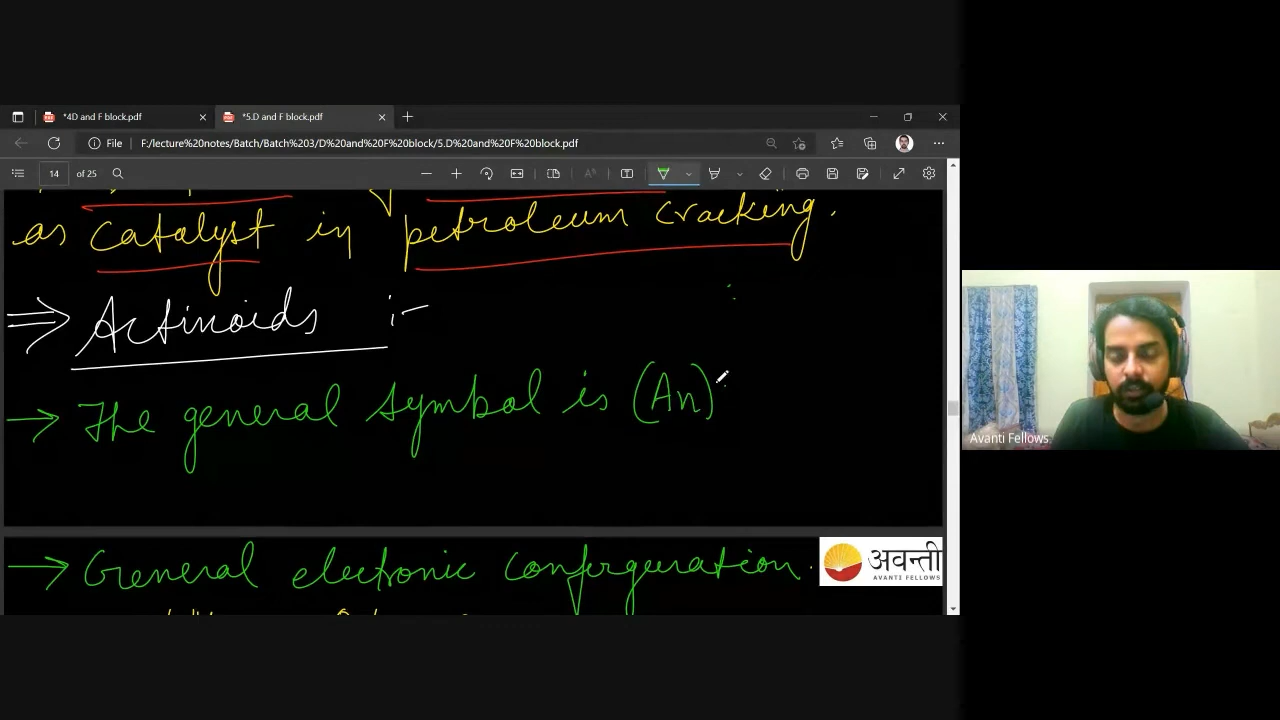 *4D and F block.pdf
*5.D and F block.pdf
File
F:/lecture%20notes/Batch/Batch%203/D%20and%20F%20block/5.D%20and%20F%20block.pdf
14 of 25
as catalyst in petroleum cracking.
⇒ Actinoids :-
→ The general symbol is (An)
→ General electronic configuration.
अवन्ती
AVANTI FELLOWS
Avanti Fellows